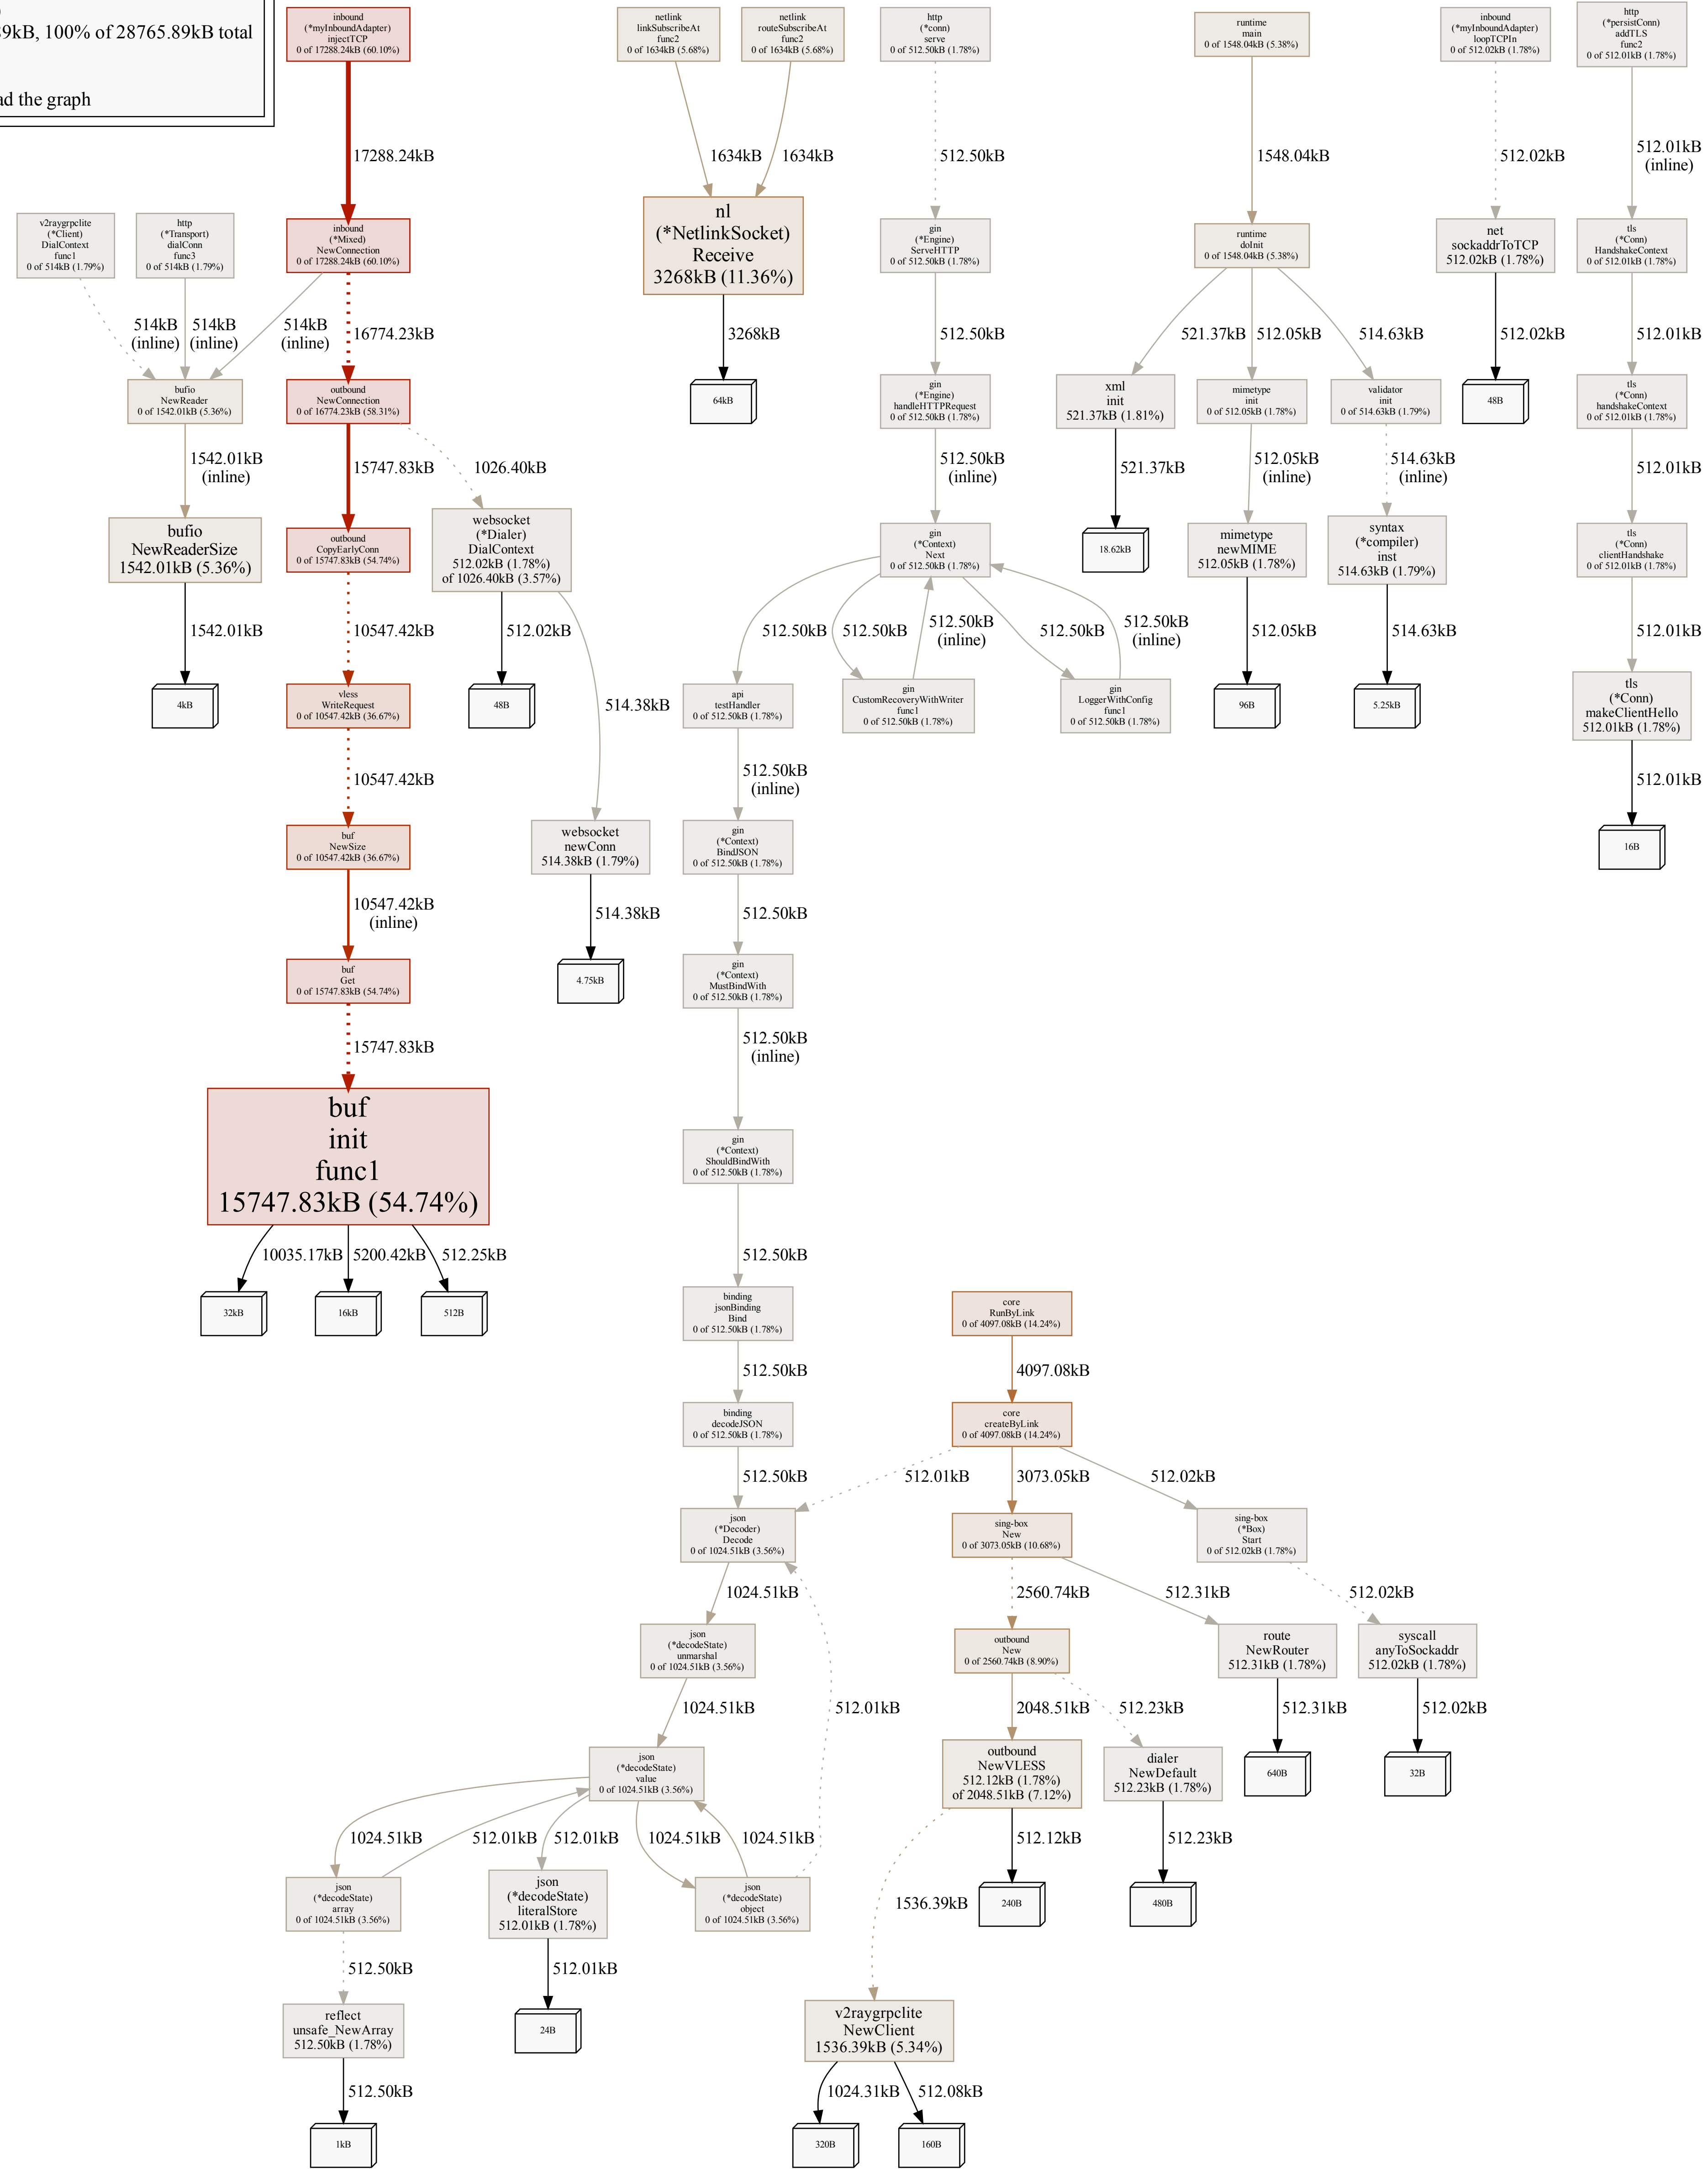 9kB, 100% of 28765.89kB total
ad the graph
inbound
(*myInboundAdapter)
injectTCP
0 of 17288.24kB (60.10%)
netlink
linkSubscribeAt
func2
0 of 1634kB (5.68%)
netlink
routeSubscribeAt
func2
0 of 1634kB (5.68%)
http
(*conn)
serve
0 of 512.50kB (1.78%)
runtime
main
0 of 1548.04kB (5.38%)
inbound
(*myInboundAdapter)
loopTCPIn
0 of 512.02kB (1.78%)
http
(*persistConn)
addTLS
func2
0 of 512.01kB (1.78%)
17288.24kB
1634kB
1634kB
512.50kB
1548.04kB
512.02kB
512.01kB
(inline)
v2raygrpclite
(*Client)
DialContext
func1
0 of 514kB (1.79%)
http
(*Transport)
dialConn
func3
0 of 514kB (1.79%)
inbound
(*Mixed)
NewConnection
0 of 17288.24kB (60.10%)
nl
(*NetlinkSocket)
Receive
3268kB (11.36%)
gin
(*Engine)
ServeHTTP
0 of 512.50kB (1.78%)
runtime
doInit
0 of 1548.04kB (5.38%)
net
sockaddrToTCP
512.02kB (1.78%)
tls
(*Conn)
HandshakeContext
0 of 512.01kB (1.78%)
514kB
(inline)
514kB
(inline)
514kB
(inline)
16774.23kB
3268kB
512.50kB
521.37kB
512.05kB
514.63kB
512.02kB
512.01kB
bufio
NewReader
0 of 1542.01kB (5.36%)
outbound
NewConnection
0 of 16774.23kB (58.31%)
64kB
gin
(*Engine)
handleHTTPRequest
0 of 512.50kB (1.78%)
xml
init
521.37kB (1.81%)
mimetype
init
0 of 512.05kB (1.78%)
validator
init
0 of 514.63kB (1.79%)
48B
tls
(*Conn)
handshakeContext
0 of 512.01kB (1.78%)
1542.01kB
(inline)
15747.83kB
1026.40kB
512.50kB
(inline)
521.37kB
512.05kB
(inline)
514.63kB
(inline)
512.01kB
bufio
NewReaderSize
1542.01kB (5.36%)
outbound
CopyEarlyConn
0 of 15747.83kB (54.74%)
websocket
(*Dialer)
DialContext
512.02kB (1.78%)
of 1026.40kB (3.57%)
gin
(*Context)
Next
0 of 512.50kB (1.78%)
18.62kB
mimetype
newMIME
512.05kB (1.78%)
syntax
(*compiler)
inst
514.63kB (1.79%)
tls
(*Conn)
clientHandshake
0 of 512.01kB (1.78%)
1542.01kB
10547.42kB
512.02kB
512.50kB
512.50kB
512.50kB
(inline)
512.50kB
512.50kB
(inline)
512.05kB
514.63kB
512.01kB
4kB
vless
WriteRequest
0 of 10547.42kB (36.67%)
48B
514.38kB
api
testHandler
0 of 512.50kB (1.78%)
gin
CustomRecoveryWithWriter
func1
0 of 512.50kB (1.78%)
gin
LoggerWithConfig
func1
0 of 512.50kB (1.78%)
96B
5.25kB
tls
(*Conn)
makeClientHello
512.01kB (1.78%)
10547.42kB
512.50kB
(inline)
512.01kB
buf
NewSize
0 of 10547.42kB (36.67%)
websocket
newConn
514.38kB (1.79%)
gin
(*Context)
BindJSON
0 of 512.50kB (1.78%)
16B
10547.42kB
(inline)
514.38kB
512.50kB
buf
Get
0 of 15747.83kB (54.74%)
4.75kB
gin
(*Context)
MustBindWith
0 of 512.50kB (1.78%)
15747.83kB
512.50kB
(inline)
buf
init
func1
15747.83kB (54.74%)
gin
(*Context)
ShouldBindWith
0 of 512.50kB (1.78%)
10035.17kB
5200.42kB
512.25kB
512.50kB
32kB
16kB
512B
binding
jsonBinding
Bind
0 of 512.50kB (1.78%)
core
RunByLink
0 of 4097.08kB (14.24%)
512.50kB
4097.08kB
binding
decodeJSON
0 of 512.50kB (1.78%)
core
createByLink
0 of 4097.08kB (14.24%)
512.50kB
512.01kB
3073.05kB
512.02kB
json
(*Decoder)
Decode
0 of 1024.51kB (3.56%)
sing-box
New
0 of 3073.05kB (10.68%)
sing-box
(*Box)
Start
0 of 512.02kB (1.78%)
1024.51kB
2560.74kB
512.31kB
512.02kB
json
(*decodeState)
unmarshal
0 of 1024.51kB (3.56%)
outbound
New
0 of 2560.74kB (8.90%)
route
NewRouter
512.31kB (1.78%)
syscall
anyToSockaddr
512.02kB (1.78%)
1024.51kB
512.01kB
2048.51kB
512.23kB
512.31kB
512.02kB
json
(*decodeState)
value
0 of 1024.51kB (3.56%)
outbound
NewVLESS
512.12kB (1.78%)
of 2048.51kB (7.12%)
dialer
NewDefault
512.23kB (1.78%)
640B
32B
1024.51kB
512.01kB
512.01kB
1024.51kB
1024.51kB
512.12kB
512.23kB
json
(*decodeState)
array
0 of 1024.51kB (3.56%)
json
(*decodeState)
literalStore
512.01kB (1.78%)
json
(*decodeState)
object
0 of 1024.51kB (3.56%)
1536.39kB
240B
480B
512.50kB
512.01kB
reflect
unsafe_NewArray
512.50kB (1.78%)
24B
v2raygrpclite
NewClient
1536.39kB (5.34%)
512.50kB
1024.31kB
512.08kB
1kB
320B
160B